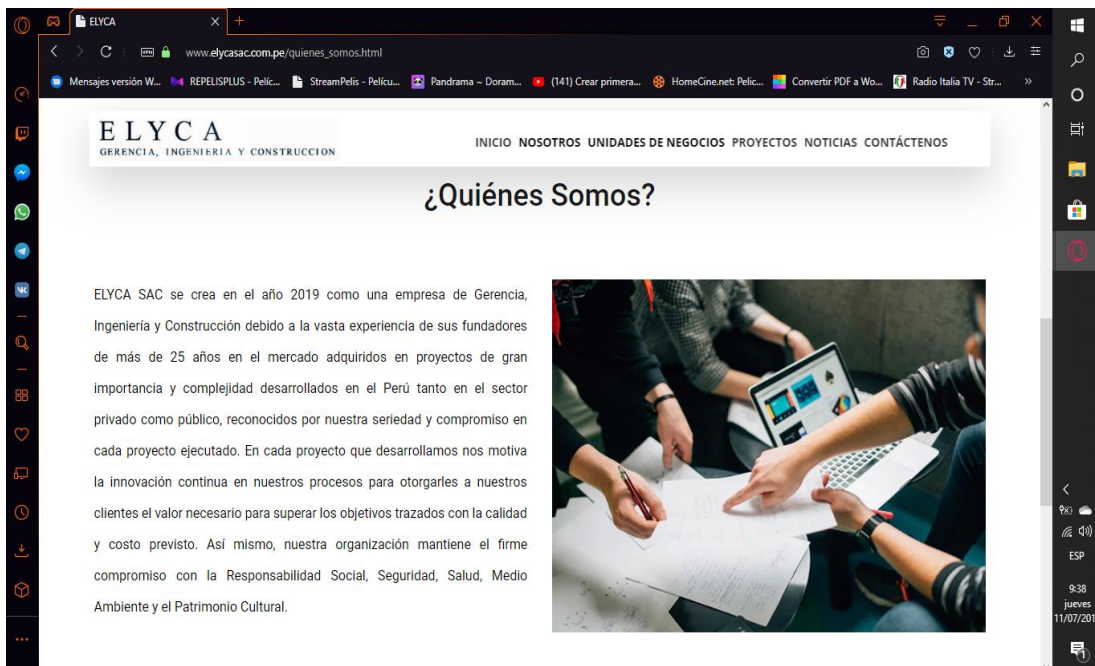 ELYCA
www.elycasac.com.pe/quienes_somos.html
Mensajes versión W... REPELISPLUS - Pelíc... StreamPelis - Pelícu... Pandrama ~ Doram... (141) Crear primera... HomeCine.net: Pelic... Convertir PDF a Wo... Radio Italia TV - Str... »
ELYCA
GERENCIA, INGENIERIA Y CONSTRUCCION
INICIO NOSOTROS UNIDADES DE NEGOCIOS PROYECTOS NOTICIAS CONTÁCTENOS
¿Quiénes Somos?
ELYCA SAC se crea en el año 2019 como una empresa de Gerencia,
Ingeniería y Construcción debido a la vasta experiencia de sus fundadores
de más de 25 años en el mercado adquiridos en proyectos de gran
importancia y complejidad desarrollados en el Perú tanto en el sector
privado como público, reconocidos por nuestra seriedad y compromiso en
cada proyecto ejecutado. En cada proyecto que desarrollamos nos motiva
la innovación continua en nuestros procesos para otorgarles a nuestros
clientes el valor necesario para superar los objetivos trazados con la calidad
y costo previsto. Así mismo, nuestra organización mantiene el firme
compromiso con la Responsabilidad Social, Seguridad, Salud, Medio
Ambiente y el Patrimonio Cultural.
ESP
9:38
jueves
11/07/201